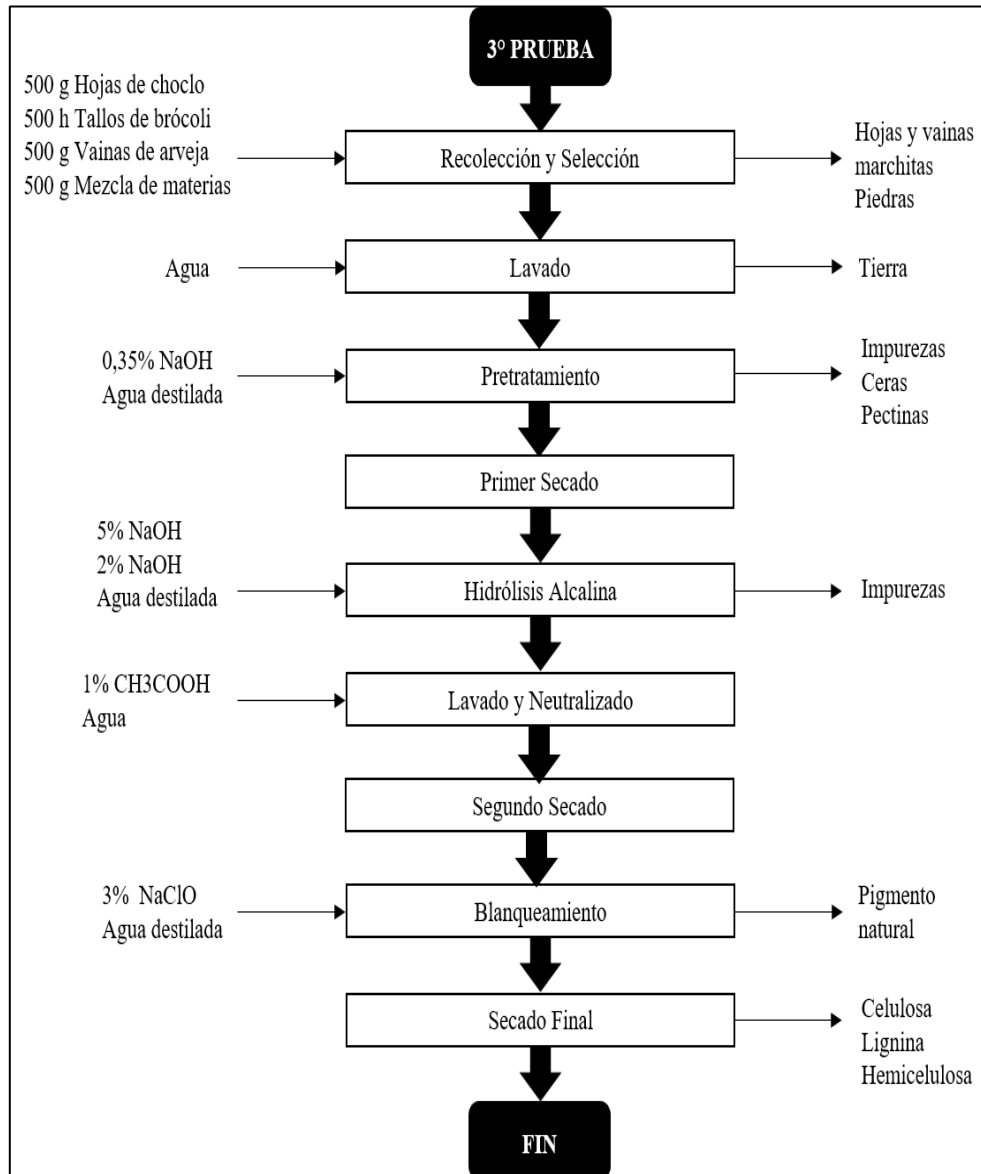 3° PRUEBA
500 g Hojas de choclo
500 h Tallos de brócoli
500 g Vainas de arveja
500 g Mezcla de materias
Recolección y Selección
Hojas y vainas
marchitas
Piedras
Agua
Lavado
Tierra
0,35% NaOH
Agua destilada
Pretratamiento
Impurezas
Ceras
Pectinas
Primer Secado
5% NaOH
2% NaOH
Agua destilada
Hidrólisis Alcalina
Impurezas
1% CH3COOH
Agua
Lavado y Neutralizado
Segundo Secado
3% NaClO
Agua destilada
Blanqueamiento
Pigmento
natural
Secado Final
Celulosa
Lignina
Hemicelulosa
FIN